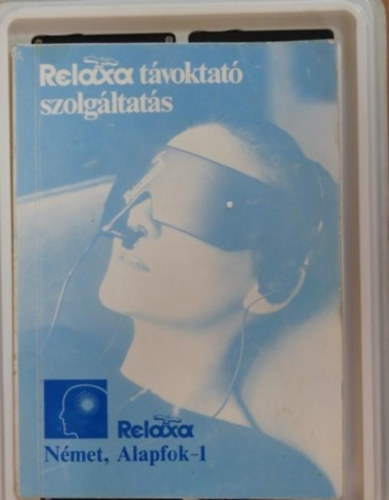 Relaxa távoktató
szolgáltatás
Relaxa
Német, Alapfok-1